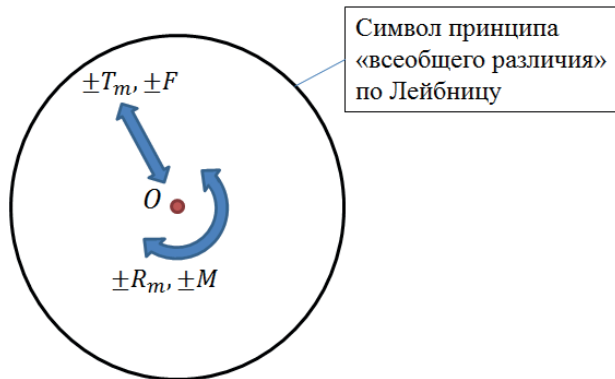 Символ принципа
«всеобщего различия»
по Лейбницу
±T_m, ±F
O
±R_m, ±M